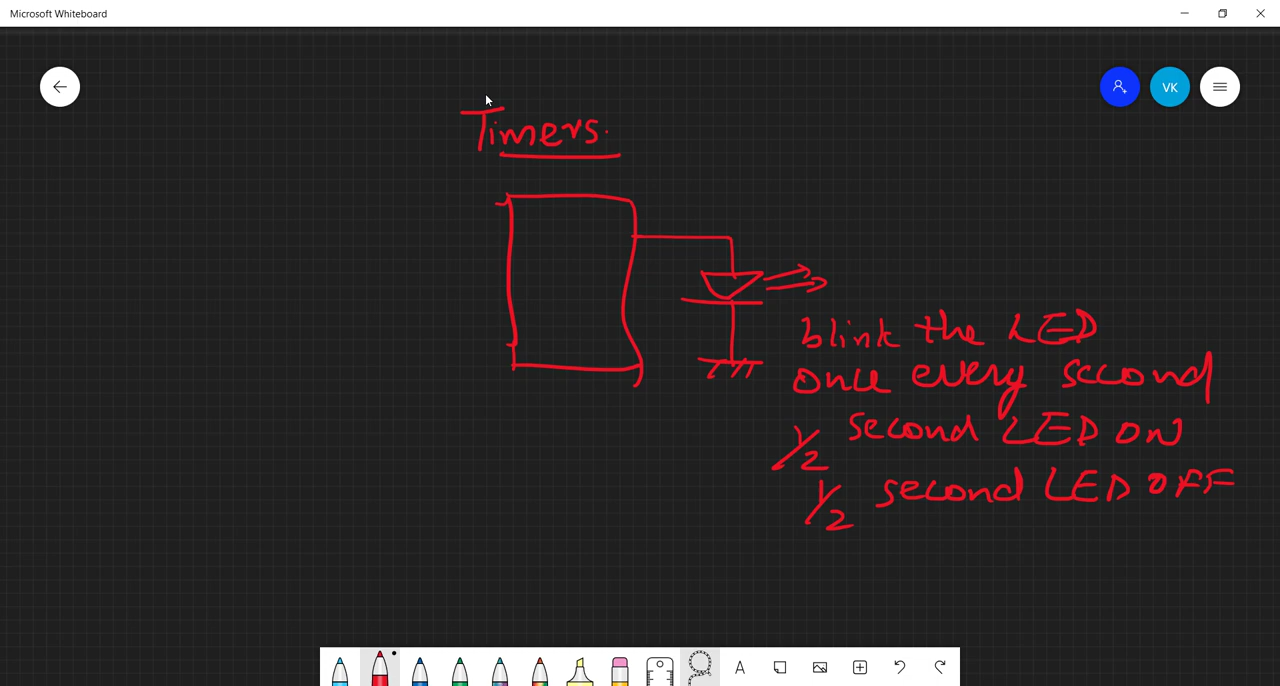 Microsoft Whiteboard
VK
Timers.
blink the LED
once every second
1/2 second LED ON
1/2 second LED OFF
A